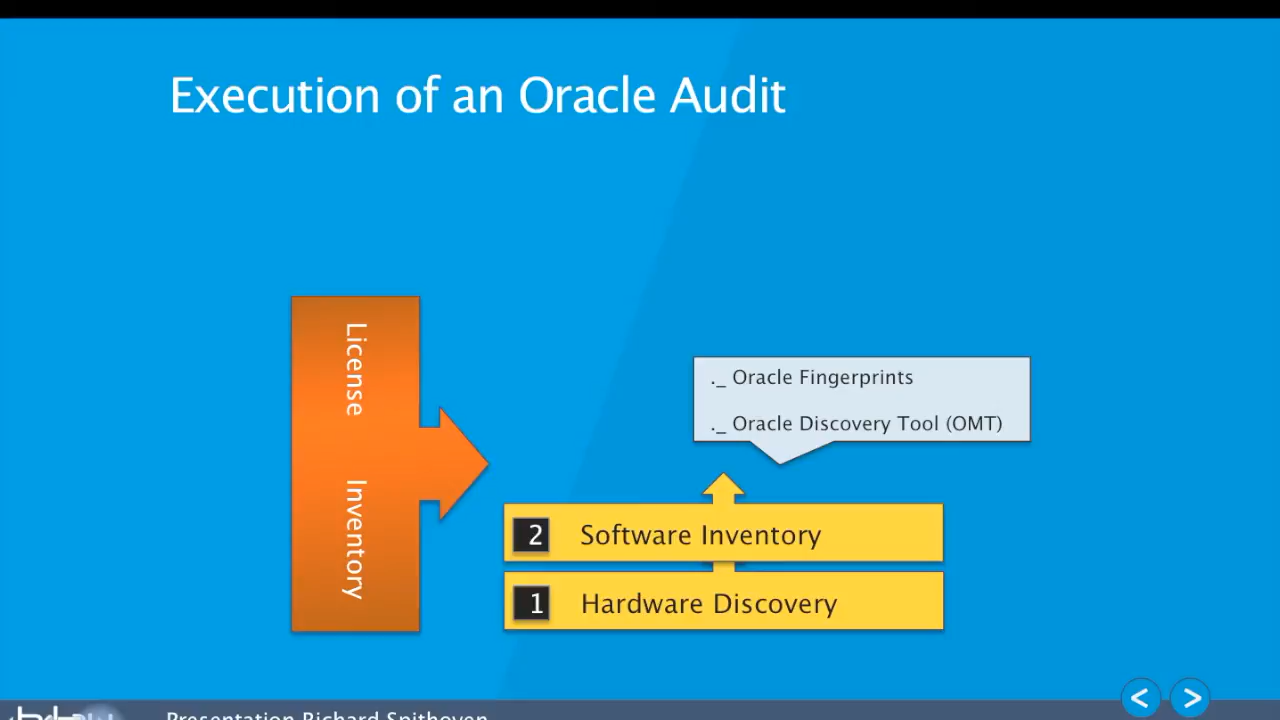 Execution of an Oracle Audit
License Inventory
._ Oracle Fingerprints
._ Oracle Discovery Tool (OMT)
2 Software Inventory
1 Hardware Discovery
< >
Presentation Richard Spithoven